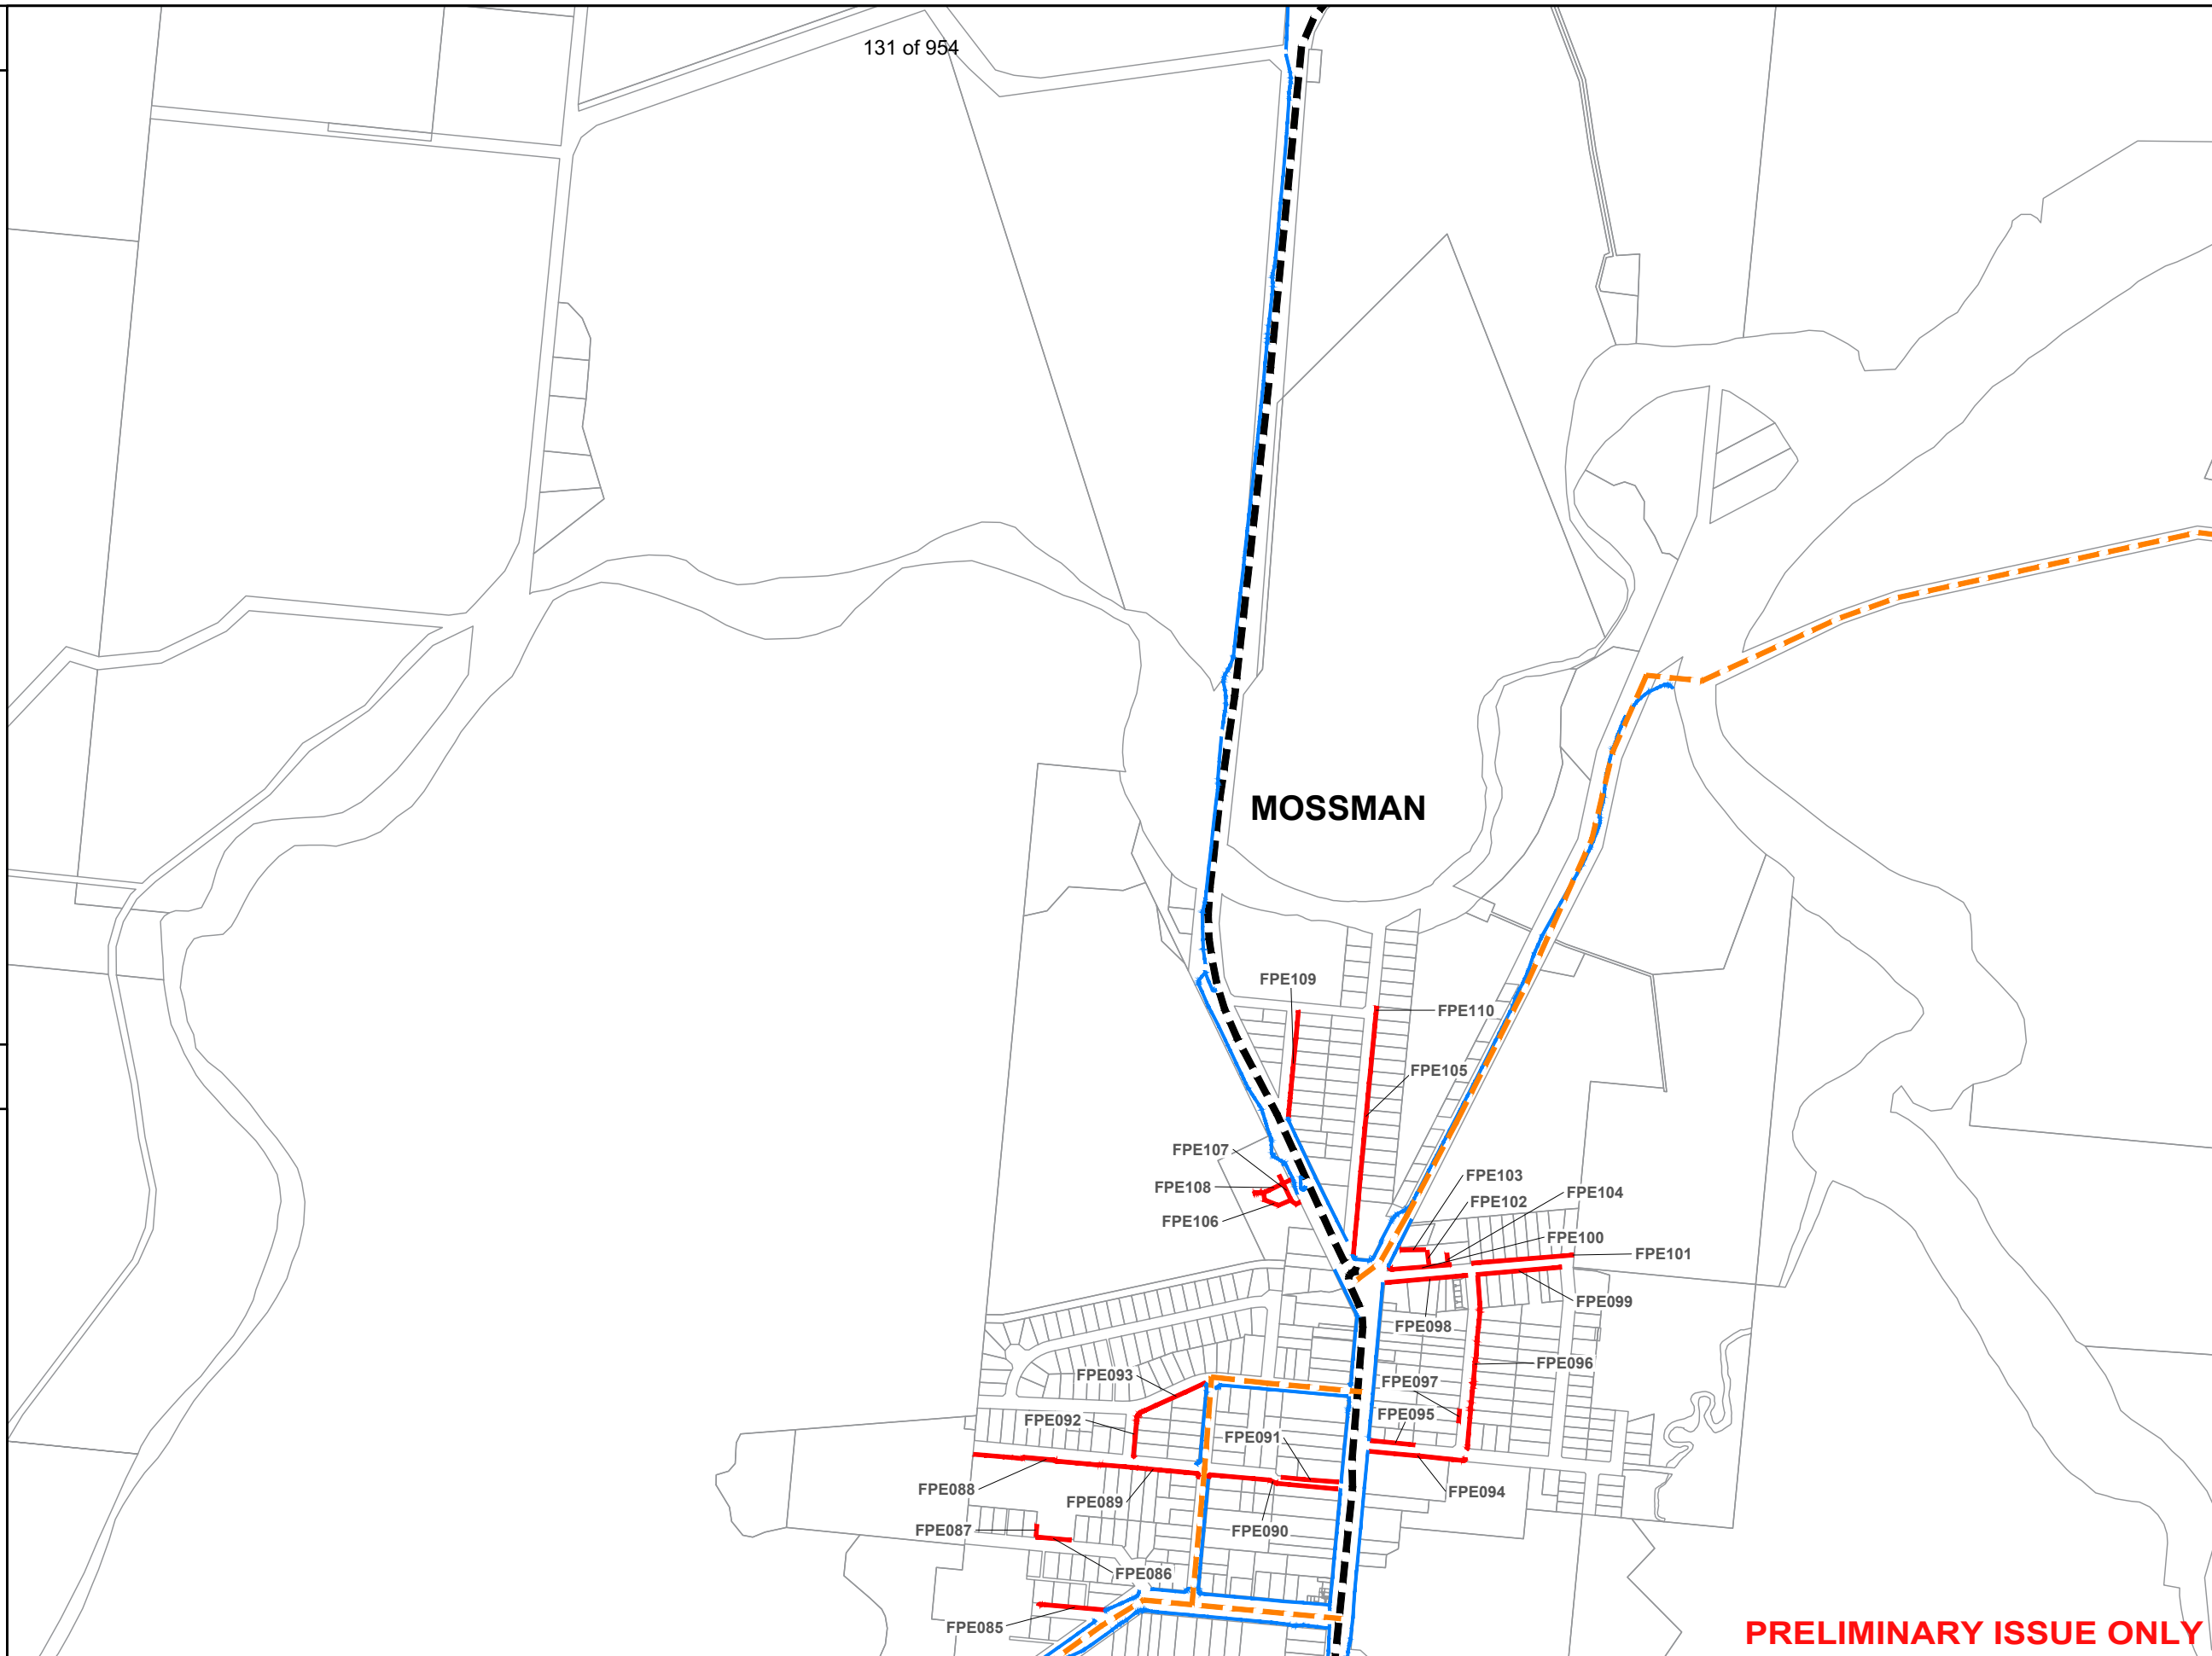 131 of 954
MOSSMAN
FPE109
FPE110
FPE105
FPE107
FPE103
FPE108
FPE104
FPE102
FPE106
FPE100
FPE101
FPE099
FPE098
FPE096
FPE093
FPE097
FPE095
FPE092
FPE091
FPE088
FPE094
FPE089
FPE087
FPE090
FPE086
FPE085
PRELIMINARY ISSUE ONLY